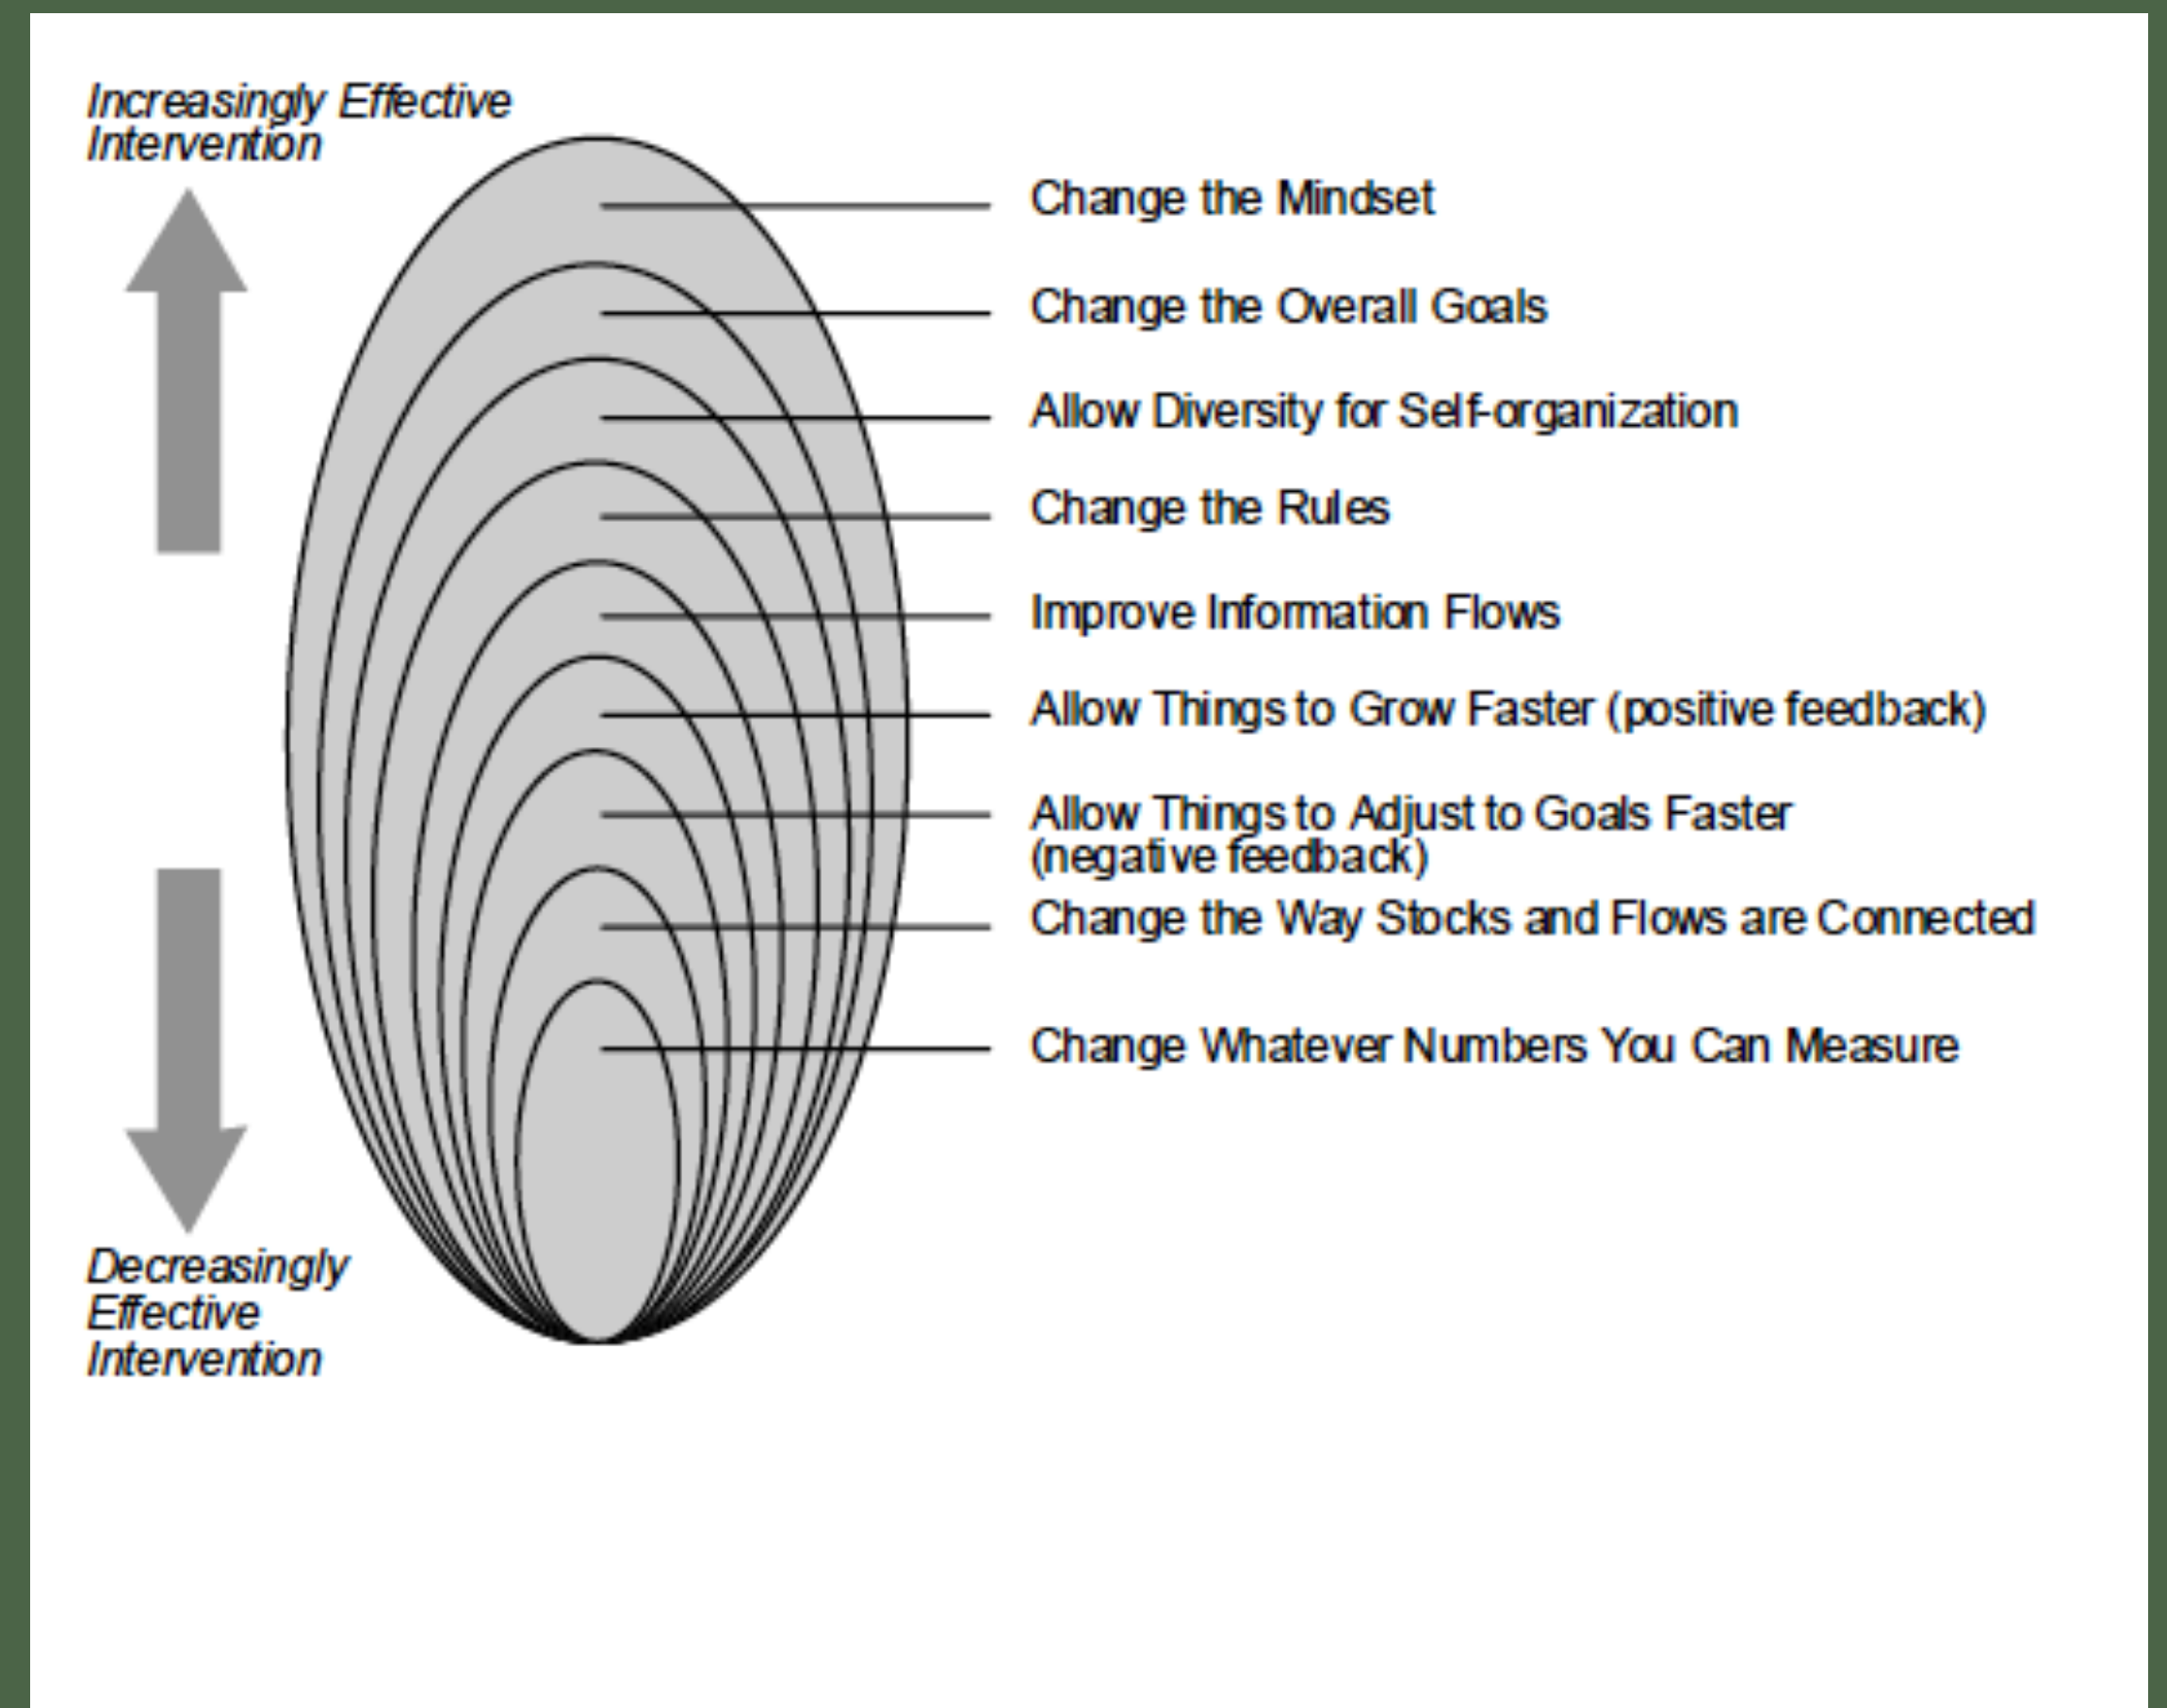 Increasingly Effective
Intervention
Change the Mindset
Change the Overall Goals
Allow Diversity for Self-organization
Change the Rules
Improve Information Flows
Allow Things to Grow Faster (positive feedback)
Allow Things to Adjust to Goals Faster
(negative feedback)
Change the Way Stocks and Flows are Connected
Change Whatever Numbers You Can Measure
Decreasingly
Effective
Intervention